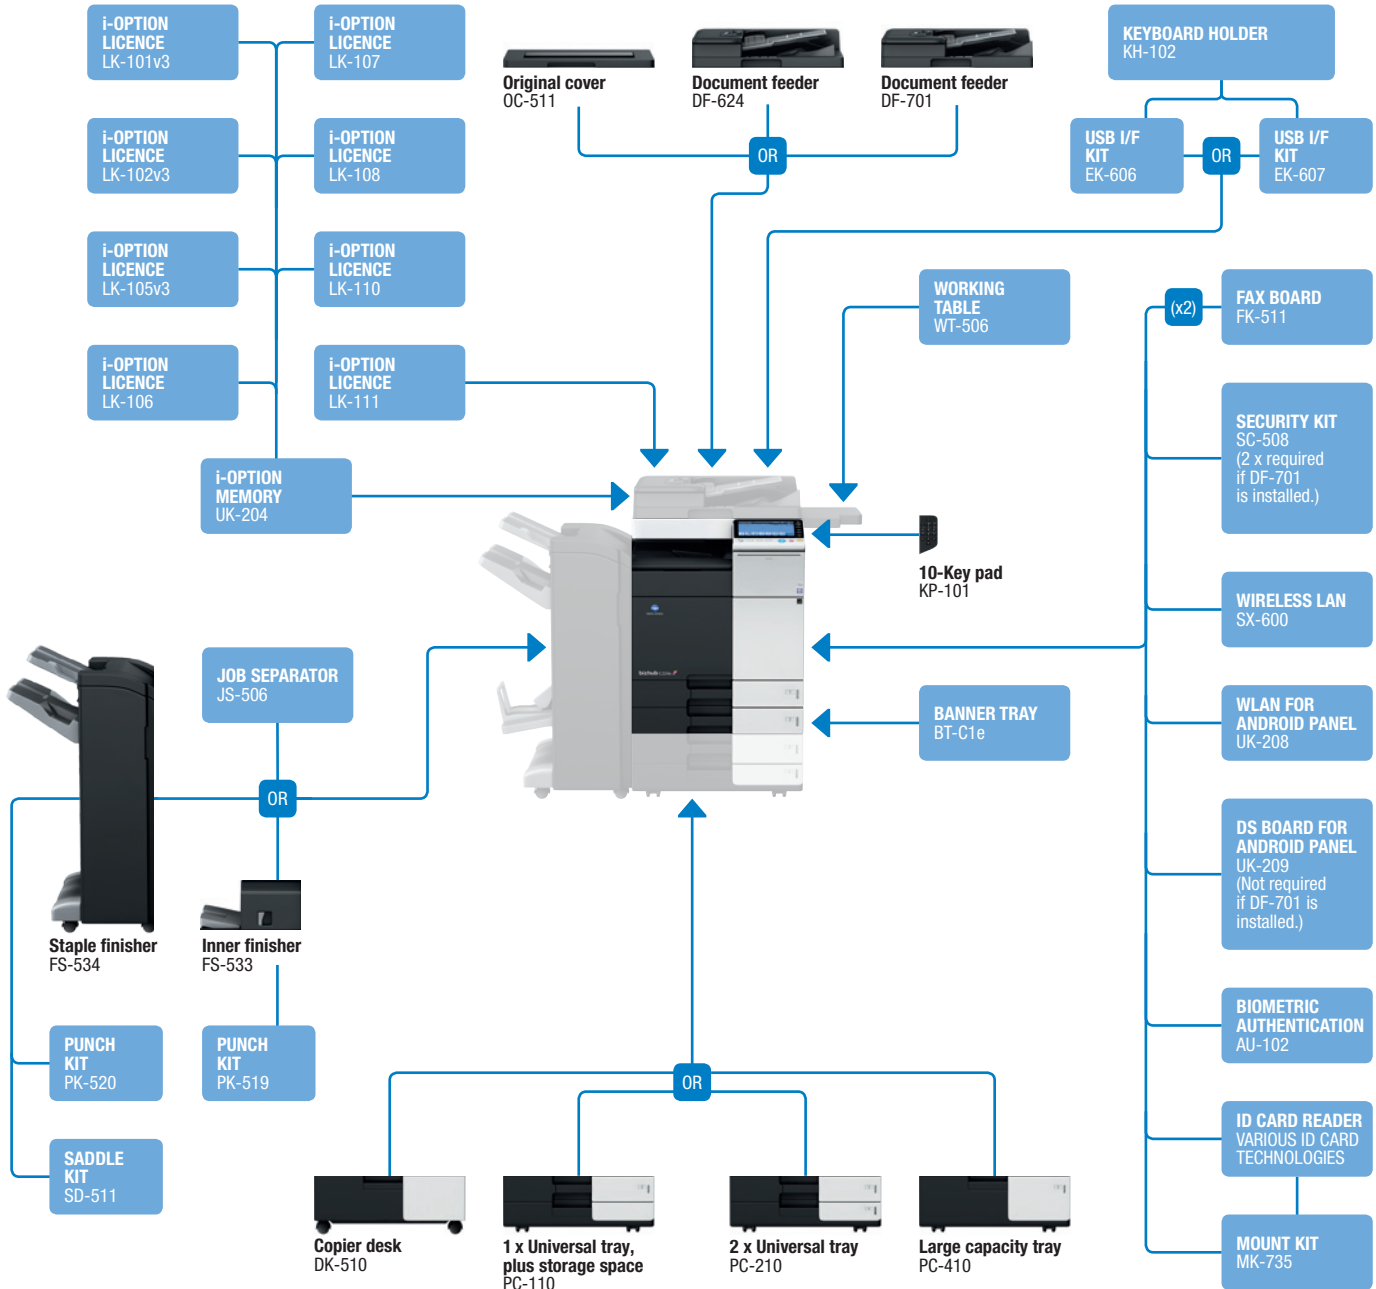 i-OPTION
LICENCE
LK-101v3
i-OPTION
LICENCE
LK-107
Original cover
OC-511
Document feeder
DF-624
Document feeder
DF-701
KEYBOARD HOLDER
KH-102
i-OPTION
LICENCE
LK-102v3
i-OPTION
LICENCE
LK-108
OR
USB I/F
KIT
EK-606
OR
USB I/F
KIT
EK-607
i-OPTION
LICENCE
LK-105v3
i-OPTION
LICENCE
LK-110
WORKING
TABLE
WT-506
(x2)
FAX BOARD
FK-511
i-OPTION
LICENCE
LK-106
i-OPTION
LICENCE
LK-111
SECURITY KIT
SC-508
(2 x required
if DF-701
is installed.)
i-OPTION
MEMORY
UK-204
10-Key pad
KP-101
WIRELESS LAN
SX-600
JOB SEPARATOR
JS-506
bizhub
BANNER TRAY
BT-C1e
WLAN FOR
ANDROID PANEL
UK-208
OR
DS BOARD FOR
ANDROID PANEL
UK-209
(Not required
if DF-701 is
installed.)
Staple finisher
FS-534
Inner finisher
FS-533
BIOMETRIC
AUTHENTICATION
AU-102
PUNCH
KIT
PK-520
PUNCH
KIT
PK-519
OR
ID CARD READER
VARIOUS ID CARD
TECHNOLOGIES
SADDLE
KIT
SD-511
Copier desk
DK-510
1 x Universal tray,
plus storage space
PC-110
2 x Universal tray
PC-210
Large capacity tray
PC-410
MOUNT KIT
MK-735